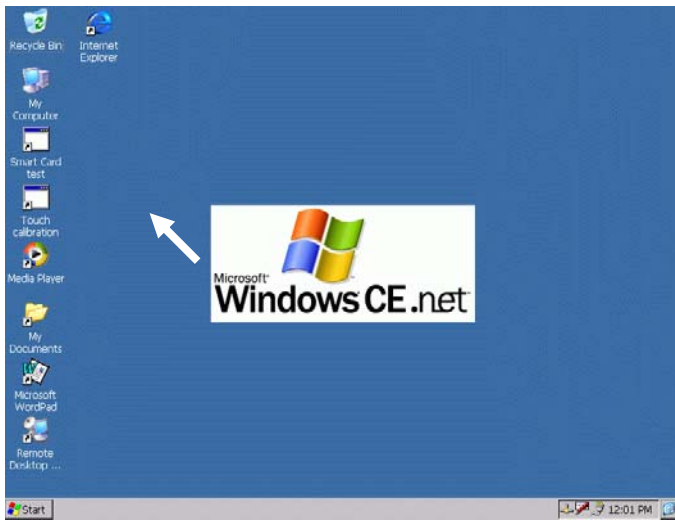 Recycle Bin
Internet
Explorer
My
Computer
Smart Card
test
Touch
calibration
Media Player
My
Documents
Microsoft
WordPad
Remote
Desktop ...
Microsoft
Windows CE.net
Start
12:01 PM